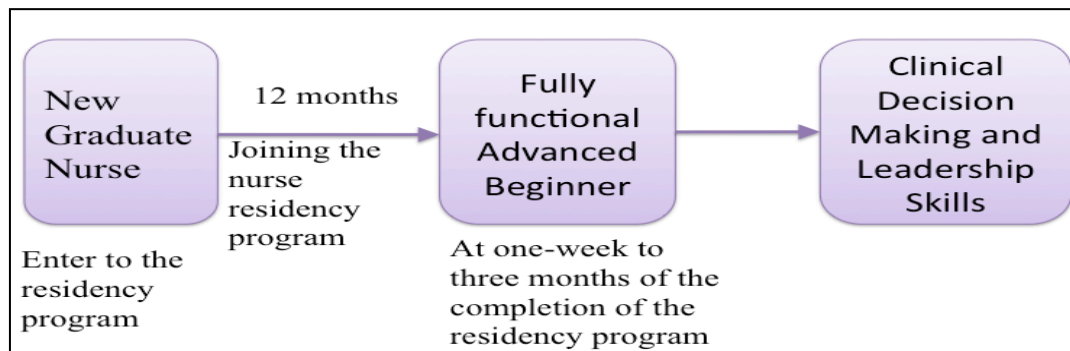 New
Graduate
Nurse
Enter to the
residency
program
12 months
Joining the
nurse
residency
program
Fully
functional
Advanced
Beginner
At one-week to
three months of the
completion of the
residency program
Clinical
Decision
Making and
Leadership
Skills